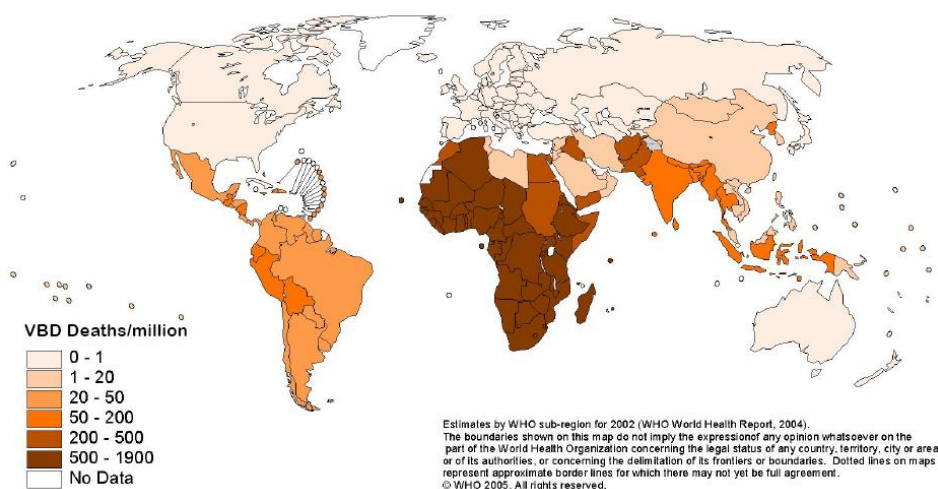 VBD Deaths/million
0 - 1
1 - 20
20 - 50
50 - 200
200 - 500
500 - 1900
No Data
Estimates by WHO sub-region for 2002 (WHO World Health Report, 2004).
The boundaries shown on this map do not imply the expressionof any opinion whatsoever on the
part of the World Health Organization concerning the legal status of any country, territory, city or area
or of its authorities, or concerning the delimitation of its frontiers or boundaries. Dotted lines on maps
represent approximate border lines for which there may not yet be full agreement.
© WHO 2005. All rights reserved.